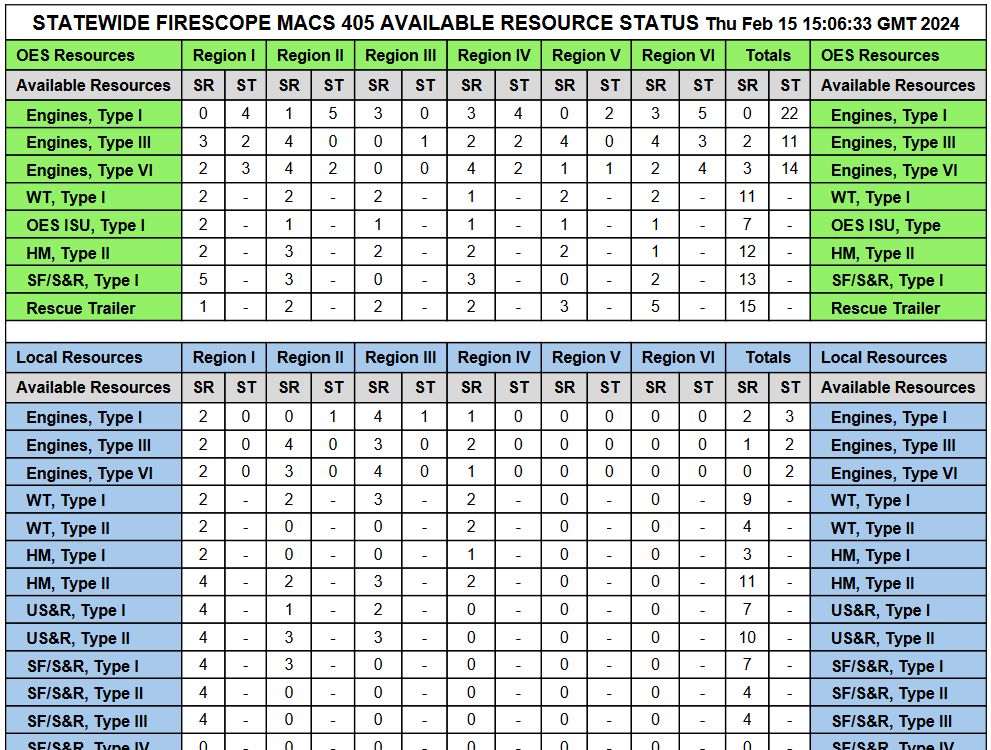 STATEWIDE FIRESCOPE MACS 405 AVAILABLE RESOURCE STATUS Thu Feb 15 15:06:33 GMT 2024
OES Resources Region I Region II Region III Region IV Region V Region VI Totals OES Resources
Available Resources SR ST SR ST SR ST SR ST SR ST SR ST SR ST Available Resources
Engines, Type I 0 4 1 5 3 0 3 4 0 2 3 5 0 22 Engines, Type I
Engines, Type III 3 2 4 0 0 1 2 2 4 0 4 3 2 11 Engines, Type III
Engines, Type VI 2 3 4 2 0 0 4 2 1 1 2 4 3 14 Engines, Type VI
WT, Type I 2 - 2 - 2 - 1 - 2 - 2 - 11 - WT, Type I
OES ISU, Type I 2 - 1 - 1 - 1 - 1 - 1 - 7 - OES ISU, Type
HM, Type II 2 - 3 - 2 - 2 - 2 - 1 - 12 - HM, Type II
SF/S&R, Type I 5 - 3 - 0 - 3 - 0 - 2 - 13 - SF/S&R, Type I
Rescue Trailer 1 - 2 - 2 - 2 - 3 - 5 - 15 - Rescue Trailer
Local Resources Region I Region II Region III Region IV Region V Region VI Totals Local Resources
Available Resources SR ST SR ST SR ST SR ST SR ST SR ST SR ST Available Resources
Engines, Type I 2 0 0 1 4 1 1 0 0 0 0 0 2 3 Engines, Type I
Engines, Type III 2 0 4 0 3 0 2 0 0 0 0 0 1 2 Engines, Type III
Engines, Type VI 2 0 3 0 4 0 1 0 0 0 0 0 0 2 Engines, Type VI
WT, Type I 2 - 2 - 3 - 2 - 0 - 0 - 9 - WT, Type I
WT, Type II 2 - 0 - 0 - 2 - 0 - 0 - 4 - WT, Type II
HM, Type I 2 - 0 - 0 - 1 - 0 - 0 - 3 - HM, Type I
HM, Type II 4 - 2 - 3 - 2 - 0 - 0 - 11 - HM, Type II
US&R, Type I 4 - 1 - 2 - 0 - 0 - 0 - 7 - US&R, Type I
US&R, Type II 4 - 3 - 3 - 0 - 0 - 0 - 10 - US&R, Type II
SF/S&R, Type I 4 - 3 - 0 - 0 - 0 - 0 - 7 - SF/S&R, Type I
SF/S&R, Type II 4 - 0 - 0 - 0 - 0 - 0 - 4 - SF/S&R, Type II
SF/S&R, Type III 4 - 0 - 0 - 0 - 0 - 0 - 4 - SF/S&R, Type III
SF/S&R, Type IV 0 - 0 - 0 - 0 - 0 - 0 - 0 - SF/S&R, Type IV